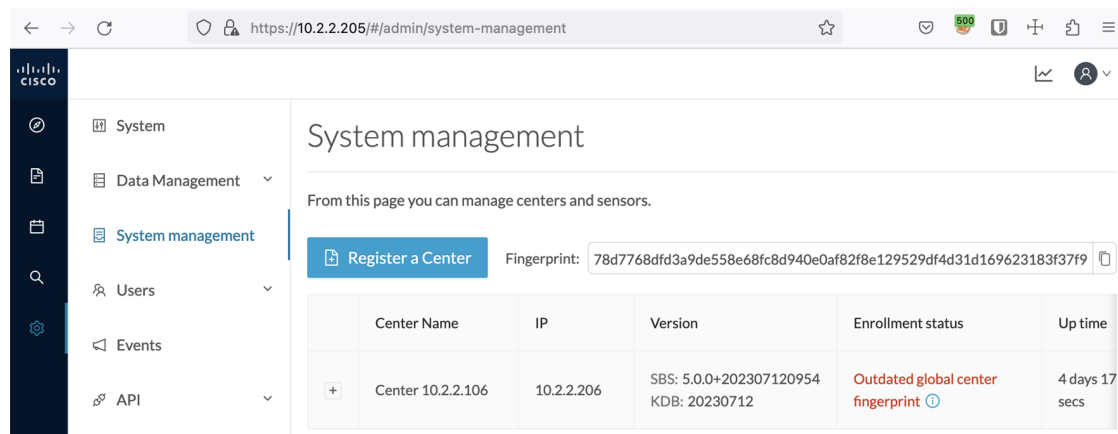 https://10.2.2.205/#/admin/system-management
500
CISCO
System
System management
Data Management
From this page you can manage centers and sensors.
System management
Register a Center
Fingerprint:
78d7768dfd3a9de558e68fc8d940e0af82f8e129529df4d31d169623183f37f9
Users
Center Name
IP
Version
Enrollment status
Up time
Events
Center 10.2.2.106
10.2.2.206
SBS: 5.0.0+202307120954
KDB: 20230712
Outdated global center
fingerprint
4 days 17
secs
API